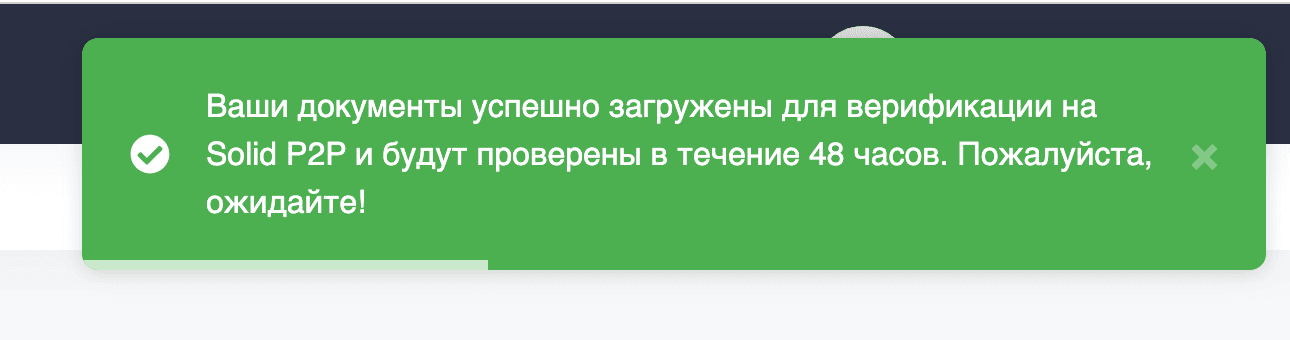 Ваши документы успешно загружены для верификации на
Solid P2P и будут проверены в течение 48 часов. Пожалуйста,
ожидайте!